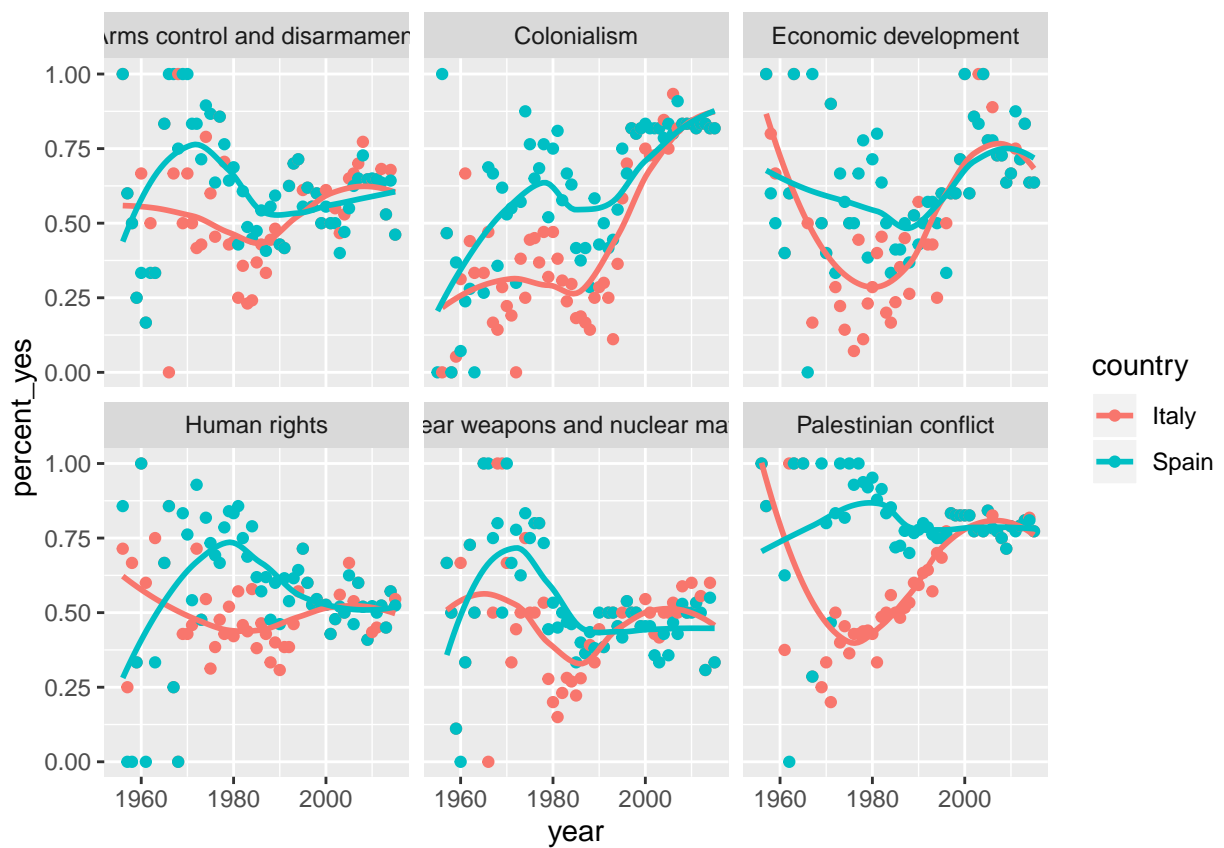 Arms control and disarmamen
Colonialism
Economic development
1.00
0.75
0.50
0.25
0.00
Human rights
ear weapons and nuclear ma
Palestinian conflict
1.00
0.75
0.50
0.25
0.00
1960 1980 2000
1960 1980 2000
1960 1980 2000
year
percent_yes
country
Italy
Spain